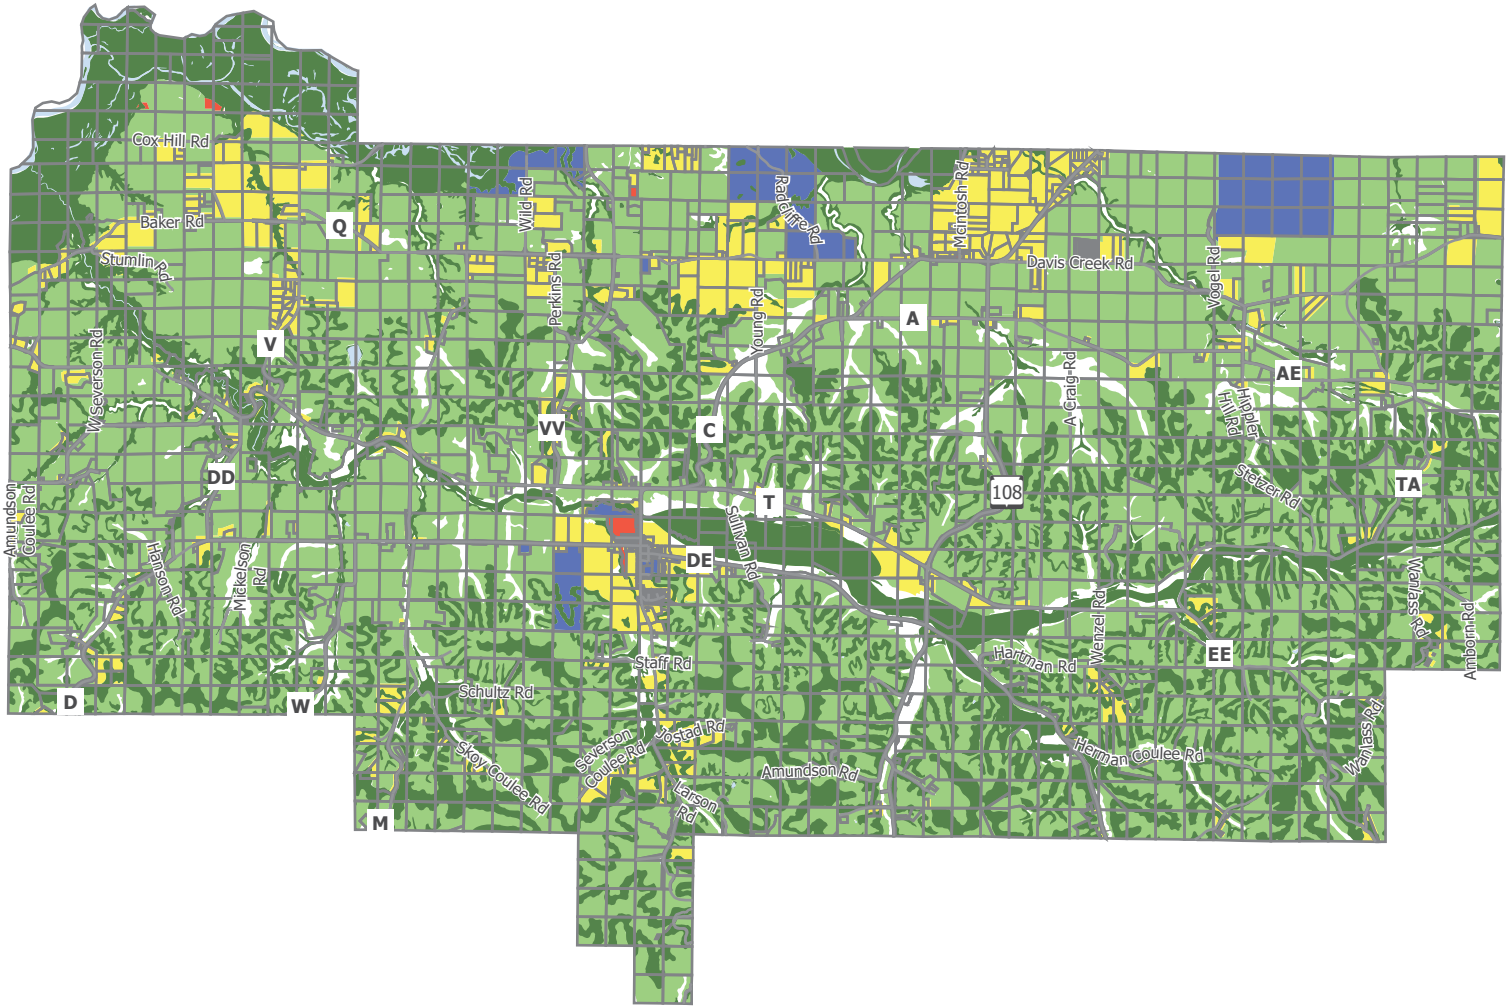 Cox Hill Rd
Baker Rd
Q
Stumlin Rd
Wild Rd
Radcliffe Rd
McIntosh Rd
Davis Creek Rd
Vogel Rd
Perkins Rd
Young Rd
A
V
W Severson Rd
A Craig Rd
AE
Hippler
Hill Rd
VV
C
DD
T
108
Stetzer Rd
TA
Amundson
Coulee Rd
Hanson Rd
Mickelson
Rd
Sullivan Rd
DE
Wenzel Rd
Wanlass Rd
Amborn Rd
Staff Rd
Hartman Rd
EE
D
W
Schultz Rd
Jostad Rd
Severson
Coulee Rd
Skoy Coulee Rd
Amundson Rd
Herman Coulee Rd
Wanlass Rd
Larson
Rd
M